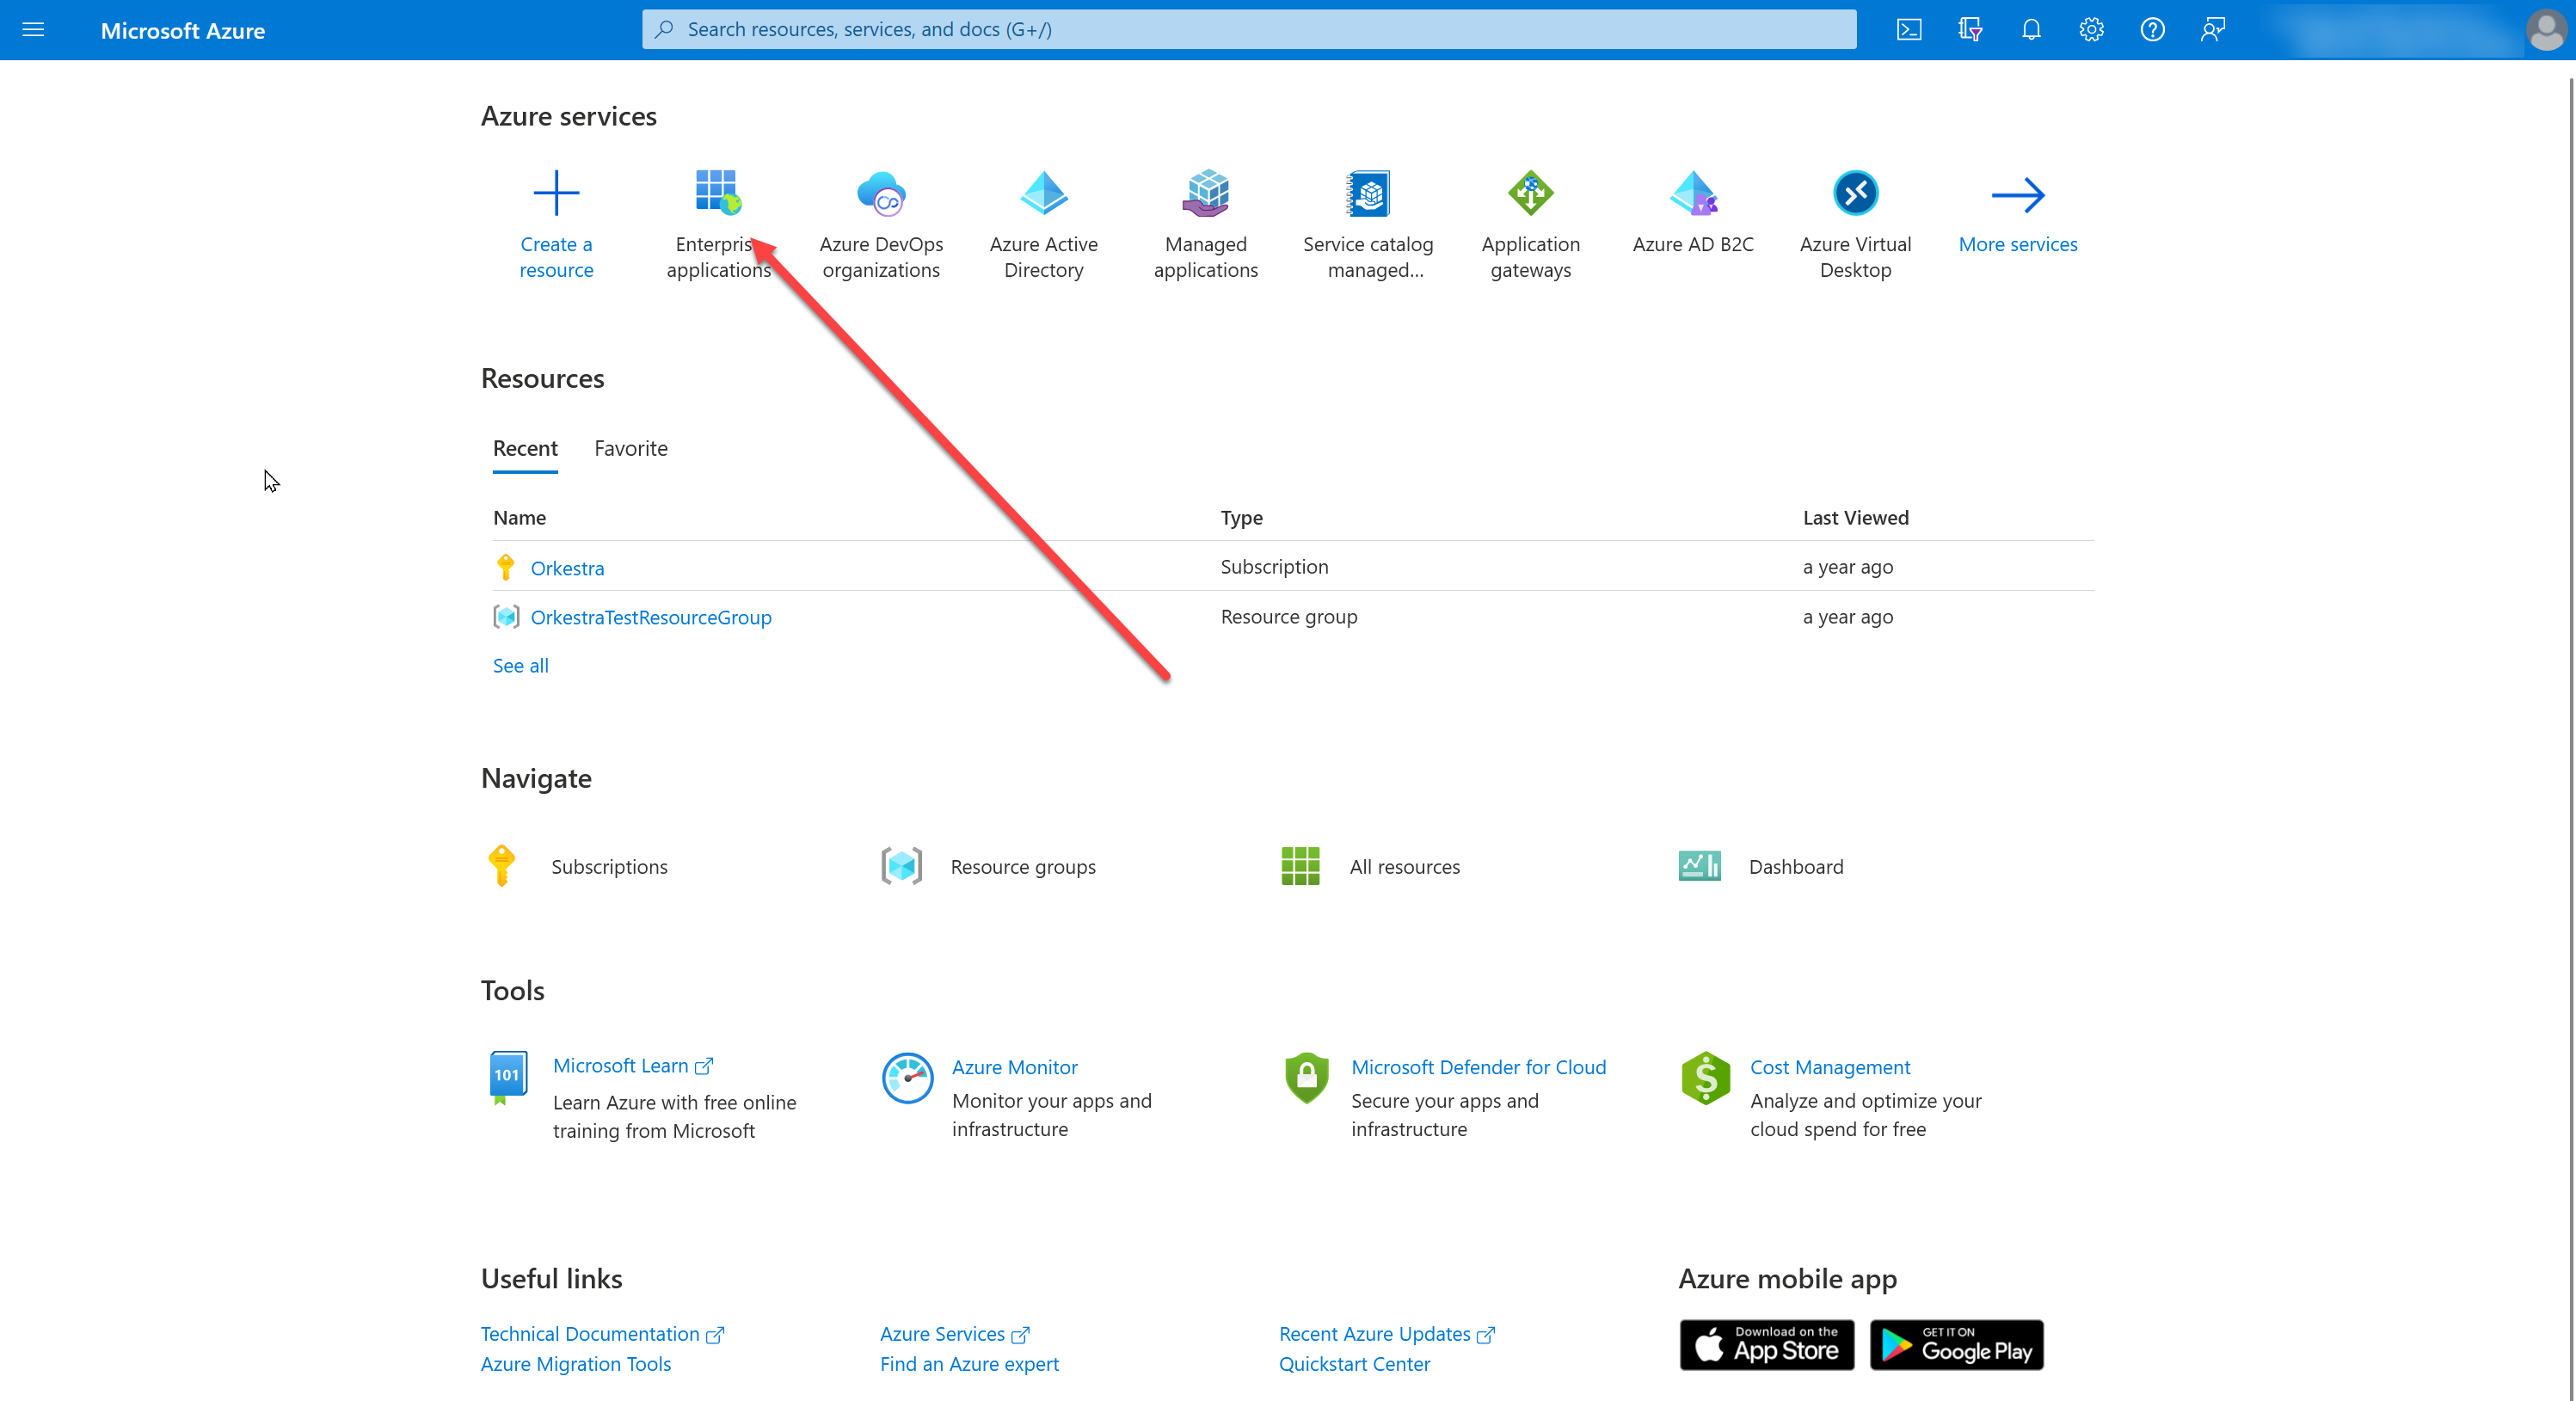 Microsoft Azure
Search resources, services, and docs (G+/)
Azure services
Create a
resource
Enterpris
applications
Azure DevOps
organizations
Azure Active
Directory
Managed
applications
Service catalog
managed...
Application
gateways
Azure AD B2C
Azure Virtual
Desktop
More services
Resources
Recent Favorite
Name Type Last Viewed
Orkestra Subscription a year ago
OrkestraTestResourceGroup Resource group a year ago
See all
Navigate
Subscriptions Resource groups All resources Dashboard
Tools
101
Microsoft Learn
Learn Azure with free online
training from Microsoft
Azure Monitor
Monitor your apps and
infrastructure
Microsoft Defender for Cloud
Secure your apps and
infrastructure
Cost Management
Analyze and optimize your
cloud spend for free
Useful links
Technical Documentation Azure Services Recent Azure Updates
Azure Migration Tools Find an Azure expert Quickstart Center
Azure mobile app
Download on the
App Store
GET IT ON
Google Play